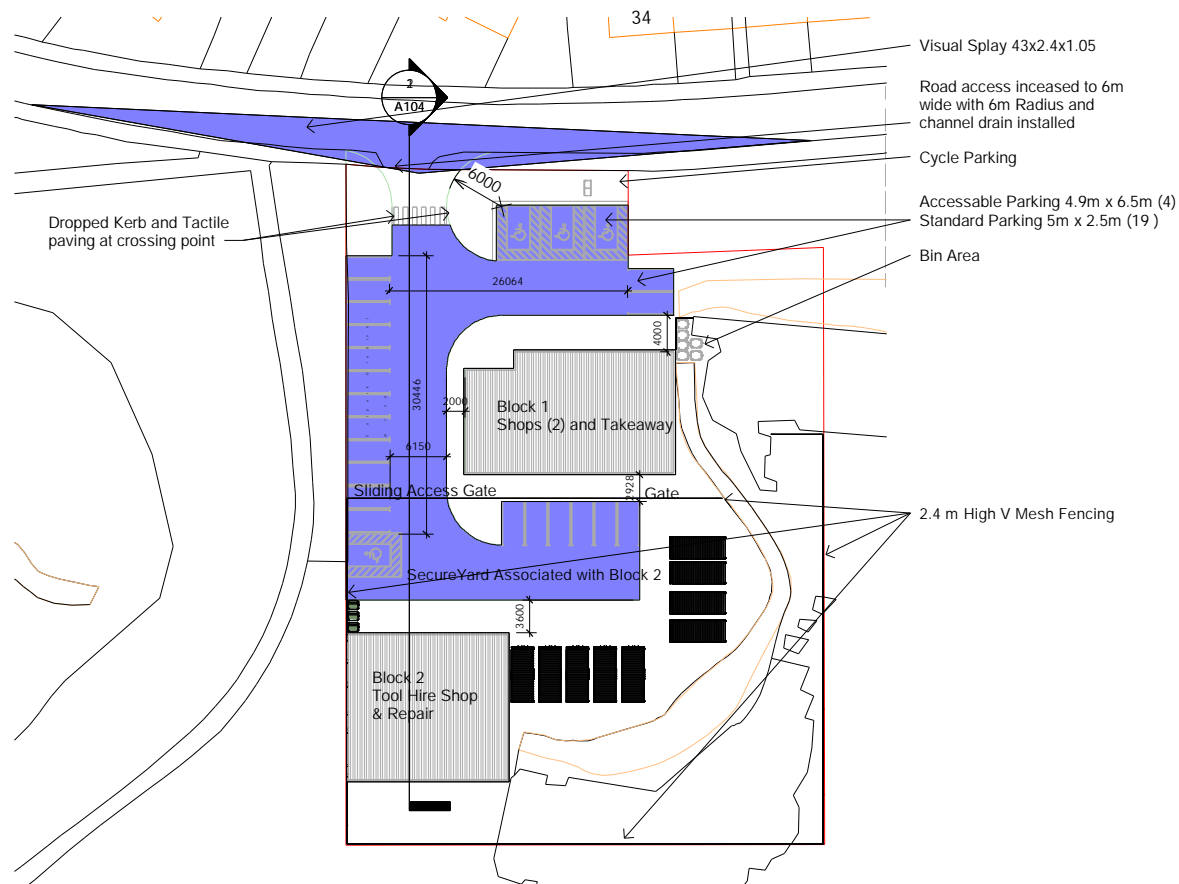 34
Visual Splay 43x2.4x1.05
A104
Road access inceased to 6m
wide with 6m Radius and
channel drain installed
Cycle Parking
6000
Accessable Parking 4.9m x 6.5m (4)
Standard Parking 5m x 2.5m (19 )
Dropped Kerb and Tactile
paving at crossing point
Bin Area
26064
4000
30446
2000
Block 1
Shops (2) and Takeaway
6150
Sliding Access Gate
2928
Gate
2.4 m High V Mesh Fencing
SecureYard Associated with Block 2
3600
Block 2
Tool Hire Shop
& Repair